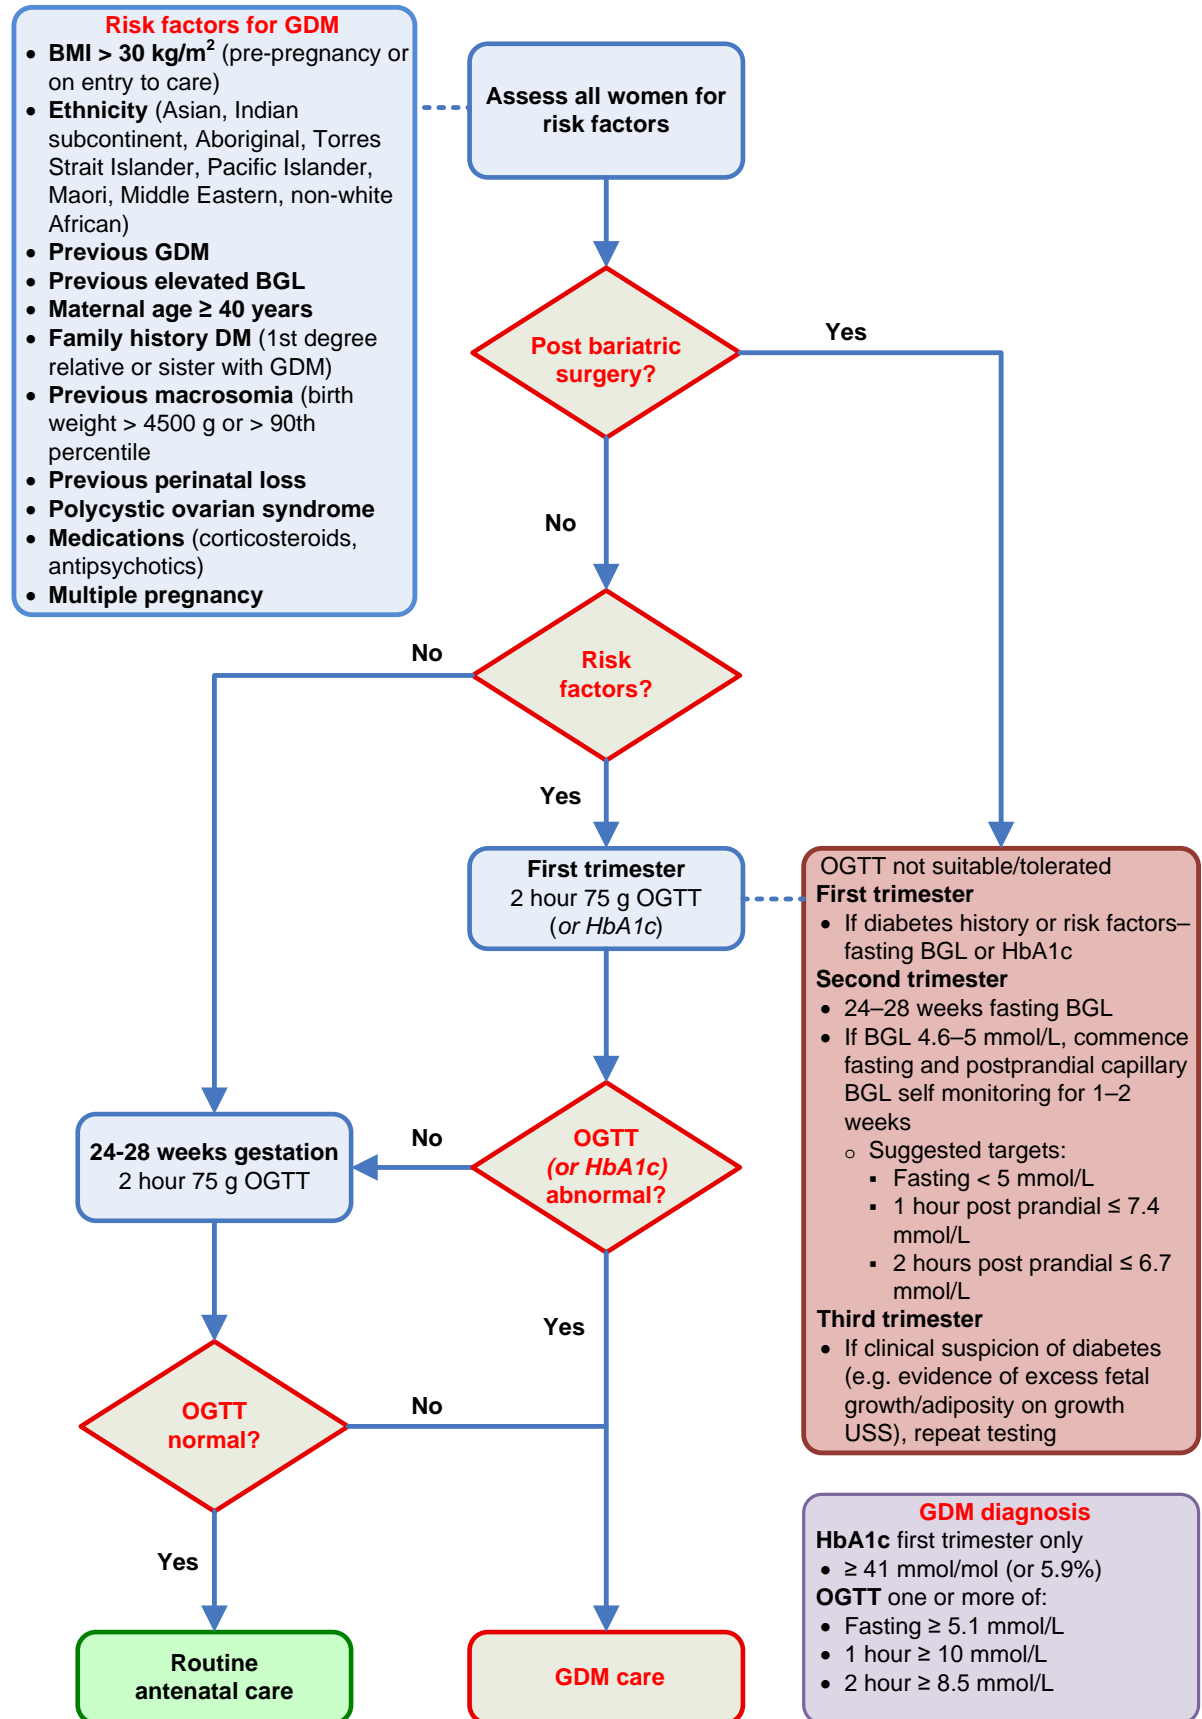 Risk factors for GDM
• BMI > 30 kg/m² (pre-pregnancy or
on entry to care)
• Ethnicity (Asian, Indian
subcontinent, Aboriginal, Torres
Strait Islander, Pacific Islander,
Maori, Middle Eastern, non-white
African)
• Previous GDM
• Previous elevated BGL
• Maternal age ≥ 40 years
• Family history DM (1st degree
relative or sister with GDM)
• Previous macrosomia (birth
weight > 4500 g or > 90th
percentile
• Previous perinatal loss
• Polycystic ovarian syndrome
• Medications (corticosteroids,
antipsychotics)
• Multiple pregnancy
Assess all women for
risk factors
Post bariatric
surgery?
Yes
No
Risk
factors?
No
Yes
First trimester
2 hour 75 g OGTT
(or HbA1c)
OGTT not suitable/tolerated
First trimester
• If diabetes history or risk factors–
fasting BGL or HbA1c
Second trimester
• 24–28 weeks fasting BGL
• If BGL 4.6–5 mmol/L, commence
fasting and postprandial capillary
BGL self monitoring for 1–2
weeks
o Suggested targets:
▪ Fasting < 5 mmol/L
▪ 1 hour post prandial ≤ 7.4
mmol/L
▪ 2 hours post prandial ≤ 6.7
mmol/L
Third trimester
• If clinical suspicion of diabetes
(e.g. evidence of excess fetal
growth/adiposity on growth
USS), repeat testing
OGTT
(or HbA1c)
abnormal?
No
Yes
24-28 weeks gestation
2 hour 75 g OGTT
OGTT
normal?
No
Yes
Routine
antenatal care
GDM care
GDM diagnosis
HbA1c first trimester only
• ≥ 41 mmol/mol (or 5.9%)
OGTT one or more of:
• Fasting ≥ 5.1 mmol/L
• 1 hour ≥ 10 mmol/L
• 2 hour ≥ 8.5 mmol/L